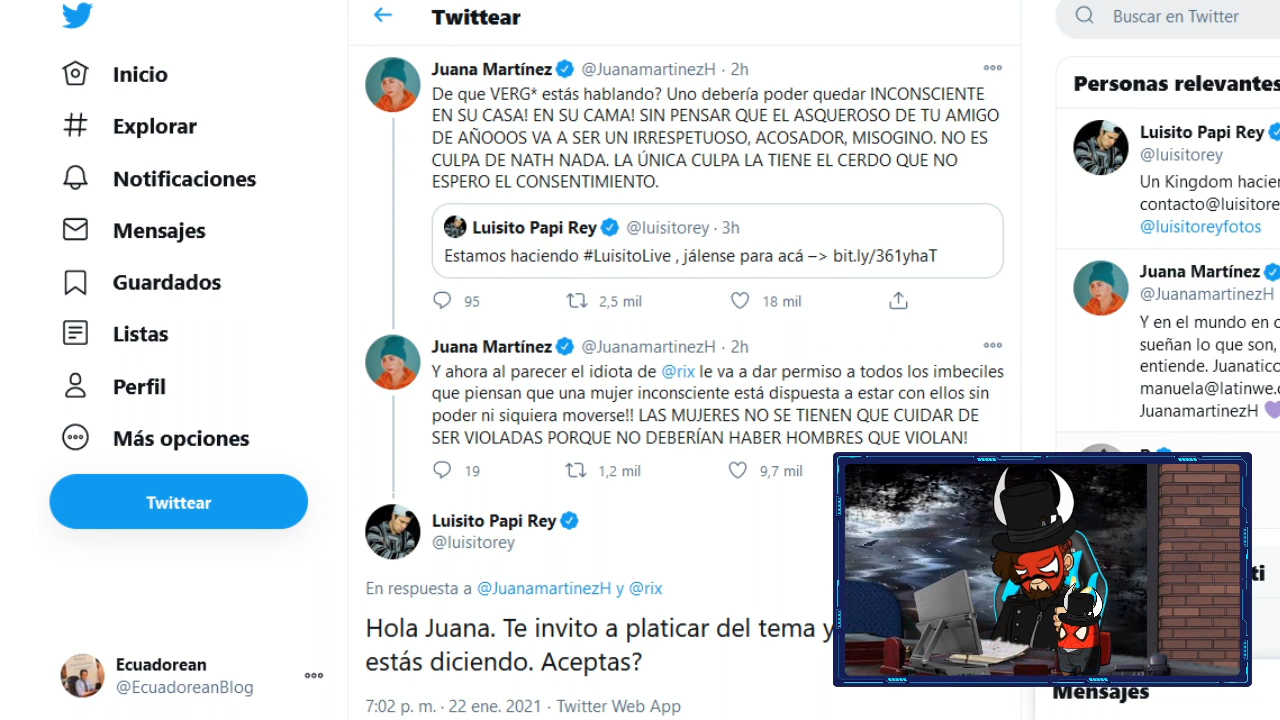 Inicio
Explorar
Notificaciones
Mensajes
Guardados
Listas
Perfil
Más opciones
Twittear
Ecuadorean
@EcuadoreanBlog
Twittear
Juana Martínez @JuanamartinezH · 2h
De que VERG* estás hablando? Uno debería poder quedar INCONSCIENTE
EN SU CASA! EN SU CAMA! SIN PENSAR QUE EL ASQUEROSO DE TU AMIGO
DE AÑOOOS VA A SER UN IRRESPETUOSO, ACOSADOR, MISOGINO. NO ES
CULPA DE NATH NADA. LA ÚNICA CULPA LA TIENE EL CERDO QUE NO
ESPERO EL CONSENTIMIENTO.
Luisito Papi Rey @luisitorey · 3h
Estamos haciendo #LuisitoLive , jálense para acá –> bit.ly/361yhaT
95 2,5 mil 18 mil
Juana Martínez @JuanamartinezH · 2h
Y ahora al parecer el idiota de @rix le va a dar permiso a todos los imbeciles
que piensan que una mujer inconsciente está dispuesta a estar con ellos sin
poder ni siquiera moverse!! LAS MUJERES NO SE TIENEN QUE CUIDAR DE
SER VIOLADAS PORQUE NO DEBERÍAN HABER HOMBRES QUE VIOLAN!
19 1,2 mil 9,7 mil
Luisito Papi Rey
@luisitorey
En respuesta a @JuanamartinezH y @rix
Hola Juana. Te invito a platicar del tema y
estás diciendo. Aceptas?
7:02 p. m. · 22 ene. 2021 · Twitter Web App
Buscar en Twitter
Personas relevantes
Luisito Papi Rey
@luisitorey
Un Kingdom hacien
contacto@luisitore
@luisitoreyfotos
Juana Martínez
@JuanamartinezH
Y en el mundo en c
sueñan lo que son,
entiende. Juanatico
manuela@latinwe.c
JuanamartinezH
ti
Mensajes